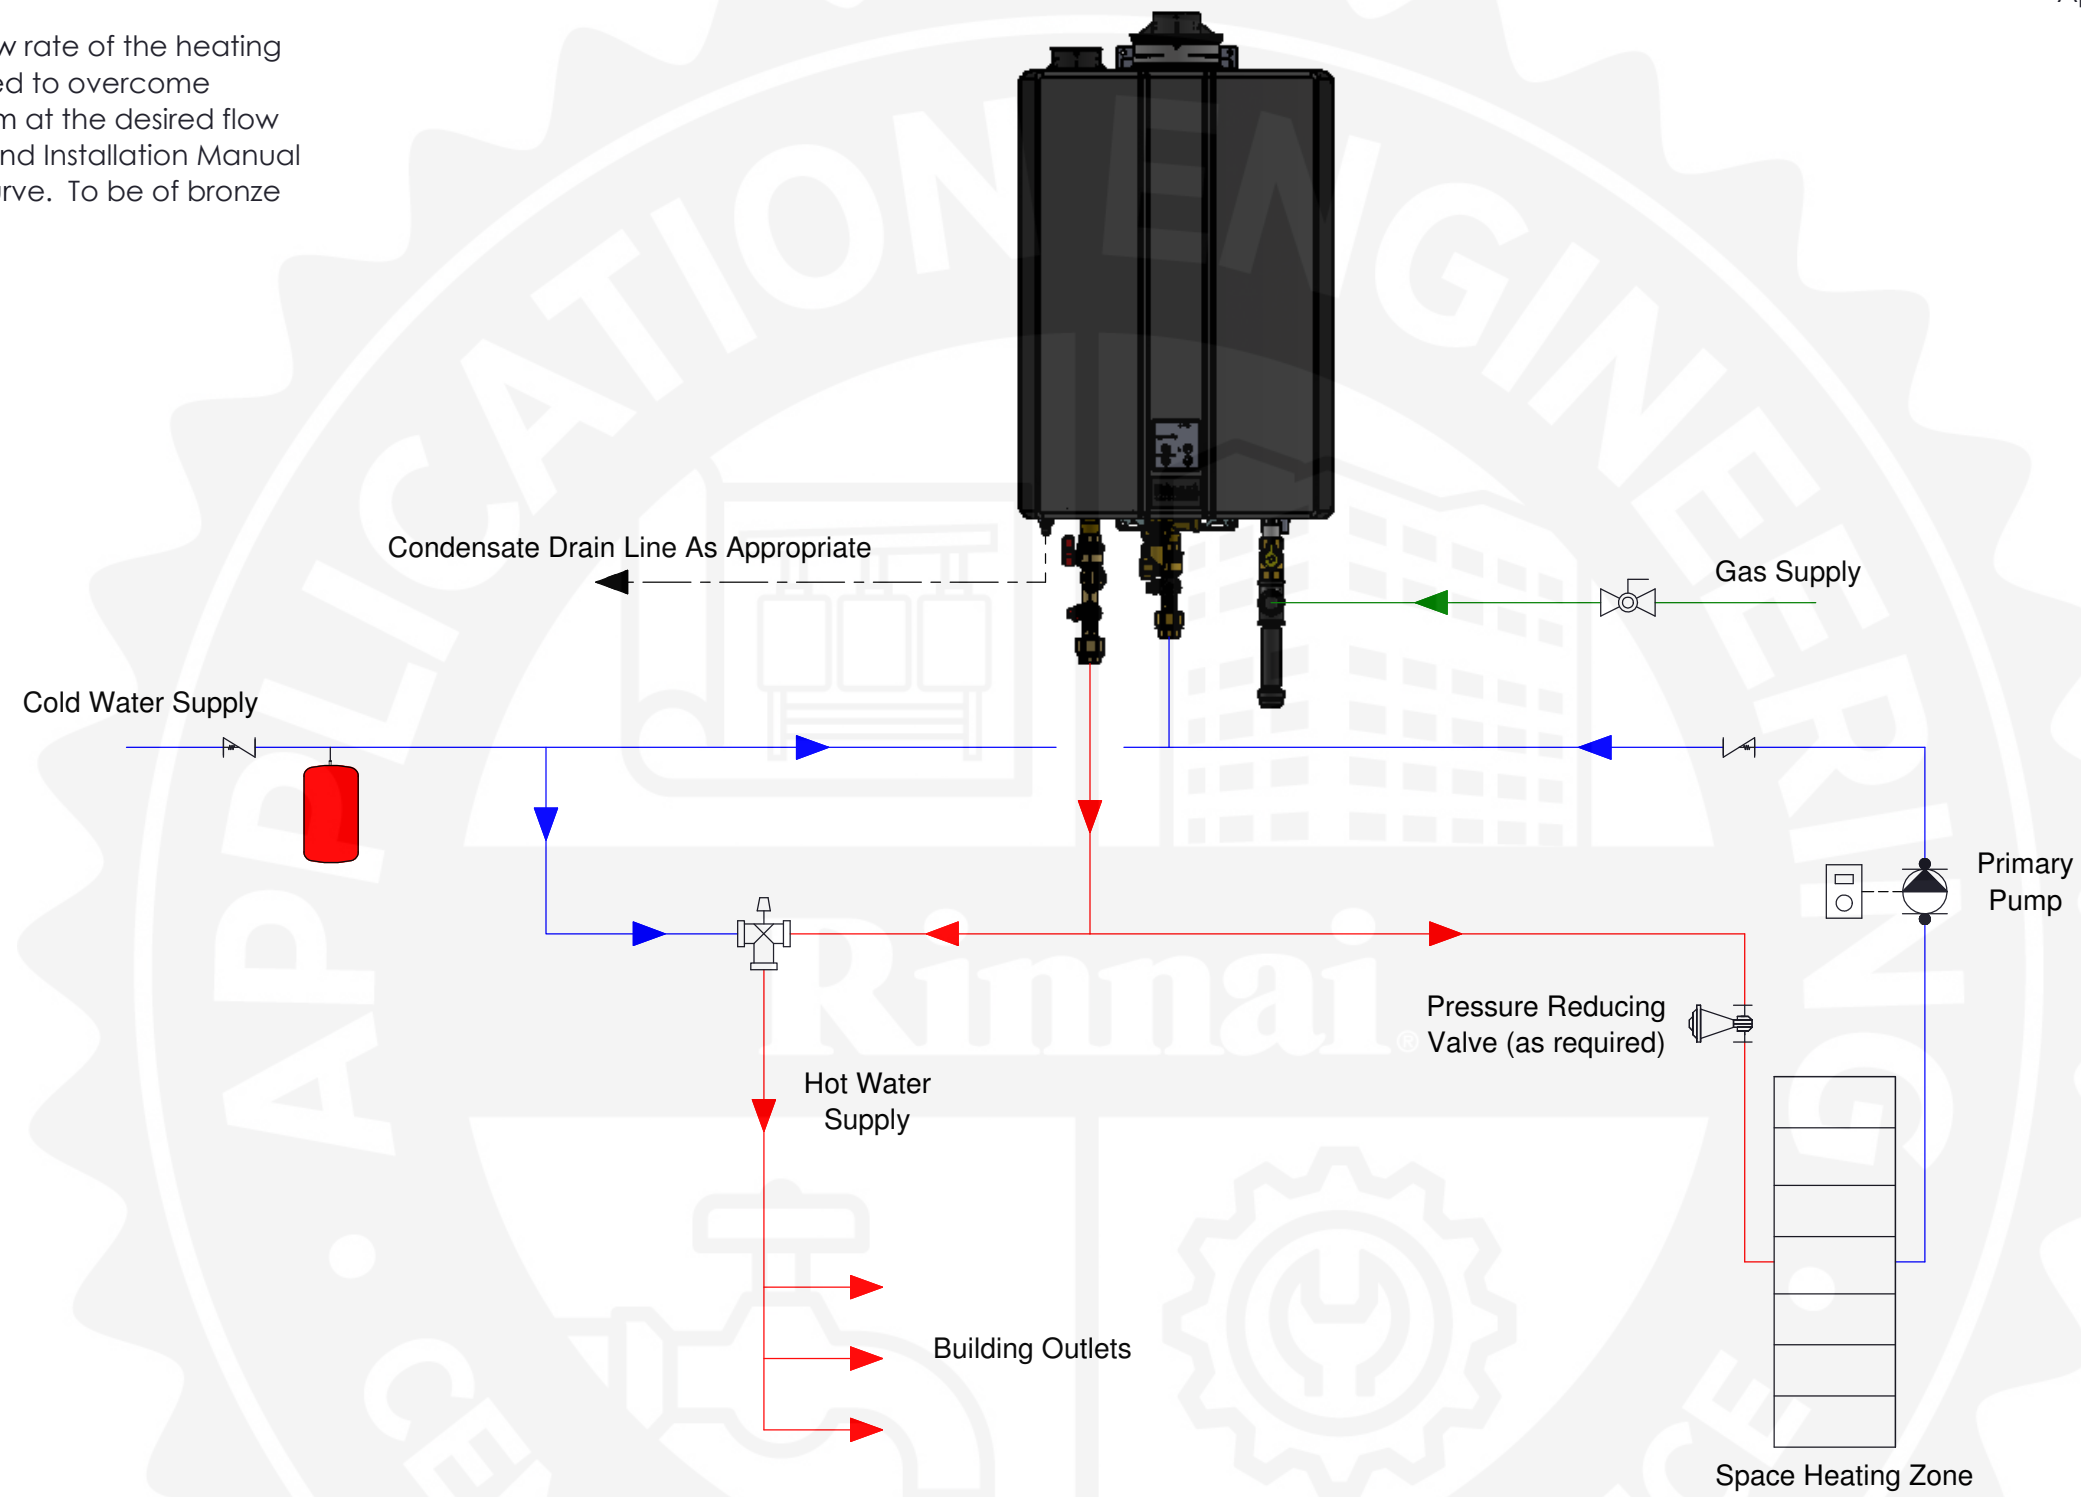 w rate of the heating
ed to overcome
m at the desired flow
nd Installation Manual
urve. To be of bronze
Condensate Drain Line As Appropriate
Gas Supply
Cold Water Supply
Primary
Pump
Pressure Reducing
Valve (as required)
Hot Water
Supply
Building Outlets
Space Heating Zone
APPLICATION ENGINEERING
Rinnai®